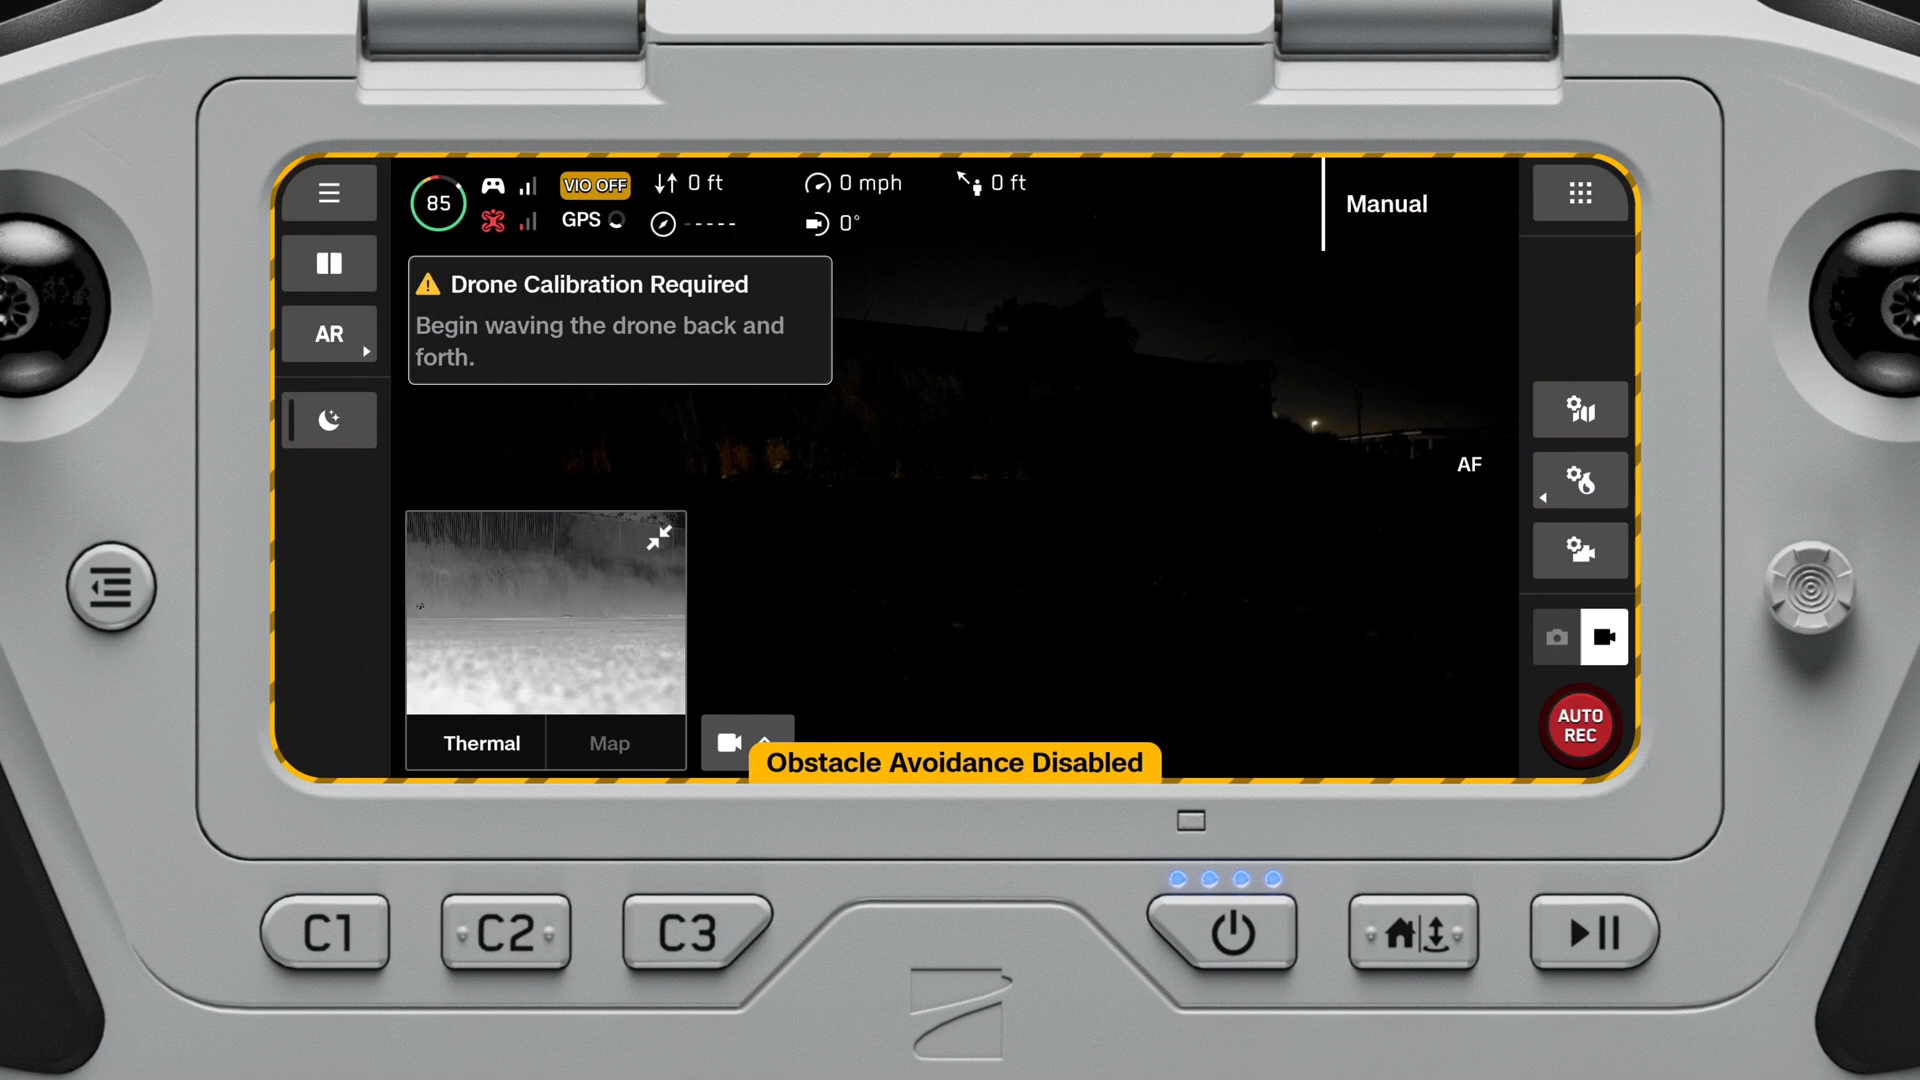 85
VIO OFF
GPS
0 ft
-----
0 mph
0°
0 ft
Manual
AR
Drone Calibration Required
Begin waving the drone back and
forth.
AF
Thermal
Map
AUTO
REC
Obstacle Avoidance Disabled
C1
C2
C3